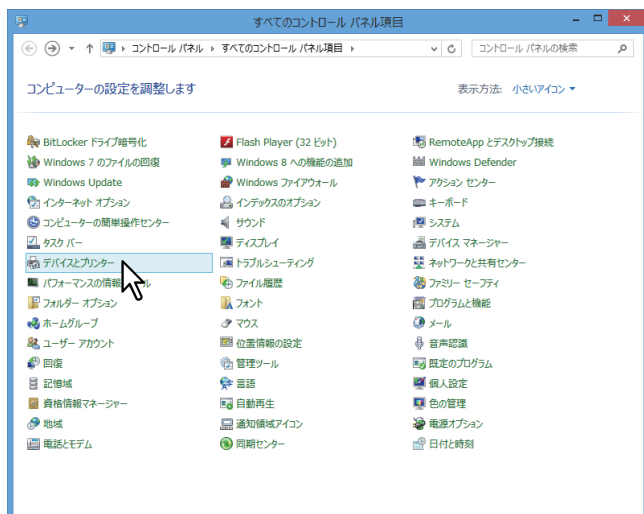 すべてのコントロール パネル項目
コントロール パネル ▸ すべてのコントロール パネル項目 ▸ コントロール パネルの検索
コンピューターの設定を調整します 表示方法: 小さいアイコン
BitLocker ドライブ暗号化 Flash Player (32 ビット) RemoteApp とデスクトップ接続
Windows 7 のファイルの回復 Windows 8 への機能の追加 Windows Defender
Windows Update Windows ファイアウォール アクション センター
インターネット オプション インデックスのオプション キーボード
コンピューターの簡単操作センター サウンド システム
タスク バー ディスプレイ デバイス マネージャー
デバイスとプリンター トラブルシューティング ネットワークと共有センター
パフォーマンスの情報 ル ファイル履歴 ファミリー セーフティ
フォルダー オプション フォント プログラムと機能
ホームグループ マウス メール
ユーザー アカウント 位置情報の設定 音声認識
回復 管理ツール 既定のプログラム
記憶域 言語 個人設定
資格情報マネージャー 自動再生 色の管理
地域 通知領域アイコン 電源オプション
電話とモデム 同期センター 日付と時刻